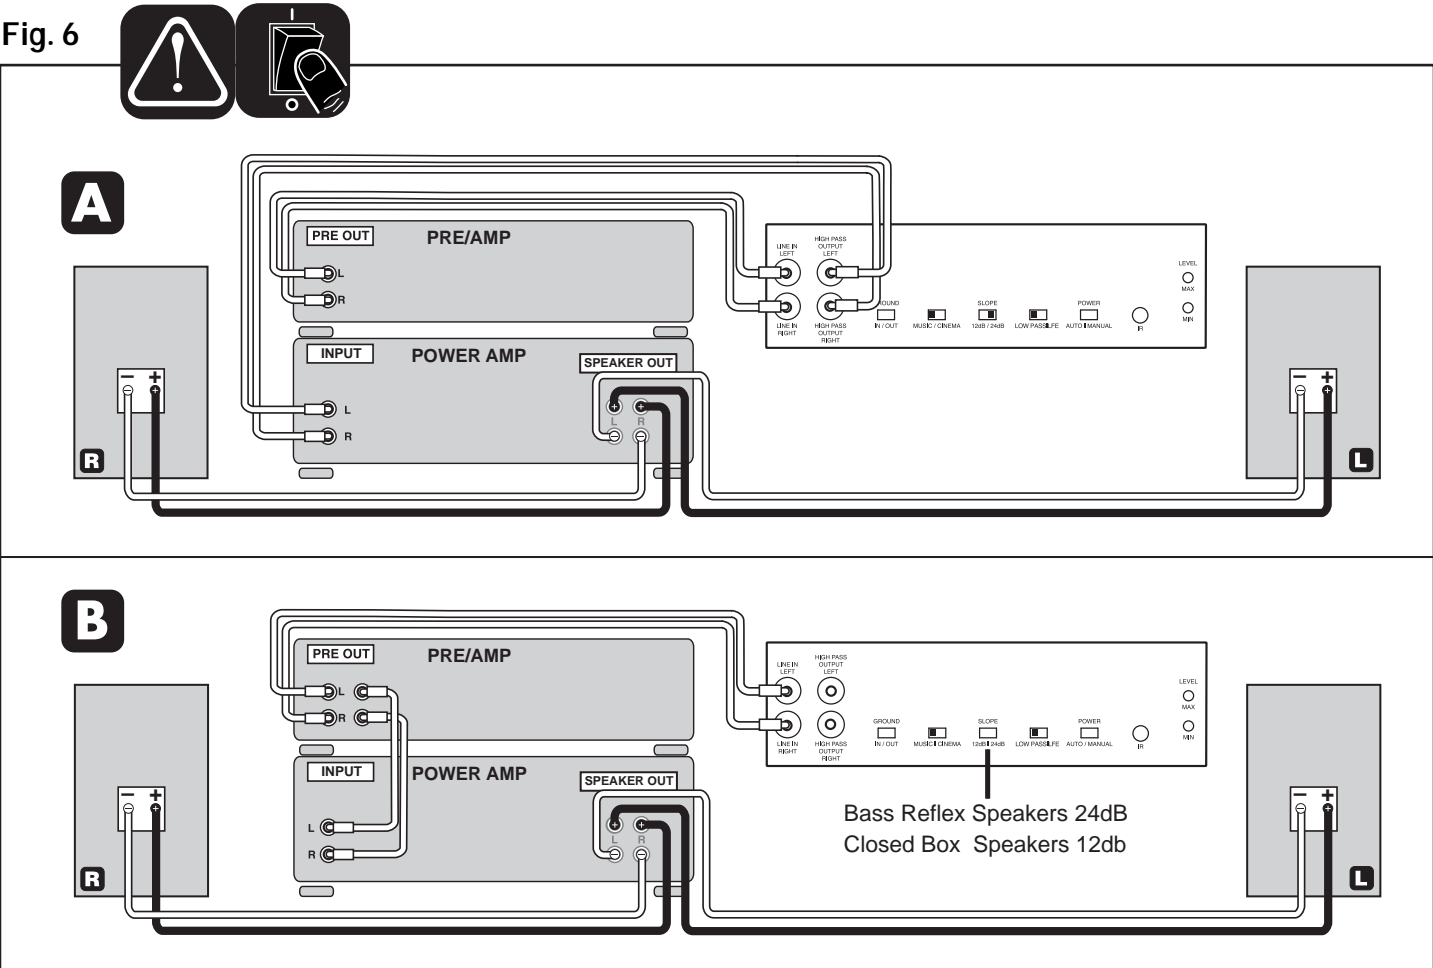 Fig. 6
A
PRE OUT
PRE/AMP
L
R
INPUT
POWER AMP
SPEAKER OUT
L
R
L R
LINE IN
LEFT
HIGH PASS
OUTPUT
LEFT
LINE IN
RIGHT
HIGH PASS
OUTPUT
RIGHT
ROUND
IN / OUT
MUSIC / CINEMA
SLOPE
12dB / 24dB
LOW PASS LFE
POWER
AUTO MANUAL
IR
LEVEL
MAX
MIN
− +
R
− +
L
B
PRE OUT
PRE/AMP
L
R
INPUT
POWER AMP
SPEAKER OUT
L
R
L R
LINE IN
LEFT
HIGH PASS
OUTPUT
LEFT
LINE IN
RIGHT
HIGH PASS
OUTPUT
RIGHT
GROUND
IN / OUT
MUSIC CINEMA
SLOPE
12dB 24dB
LOW PASS LFE
POWER
AUTO / MANUAL
IR
LEVEL
MAX
MIN
Bass Reflex Speakers 24dB
Closed Box Speakers 12db
− +
R
− +
L